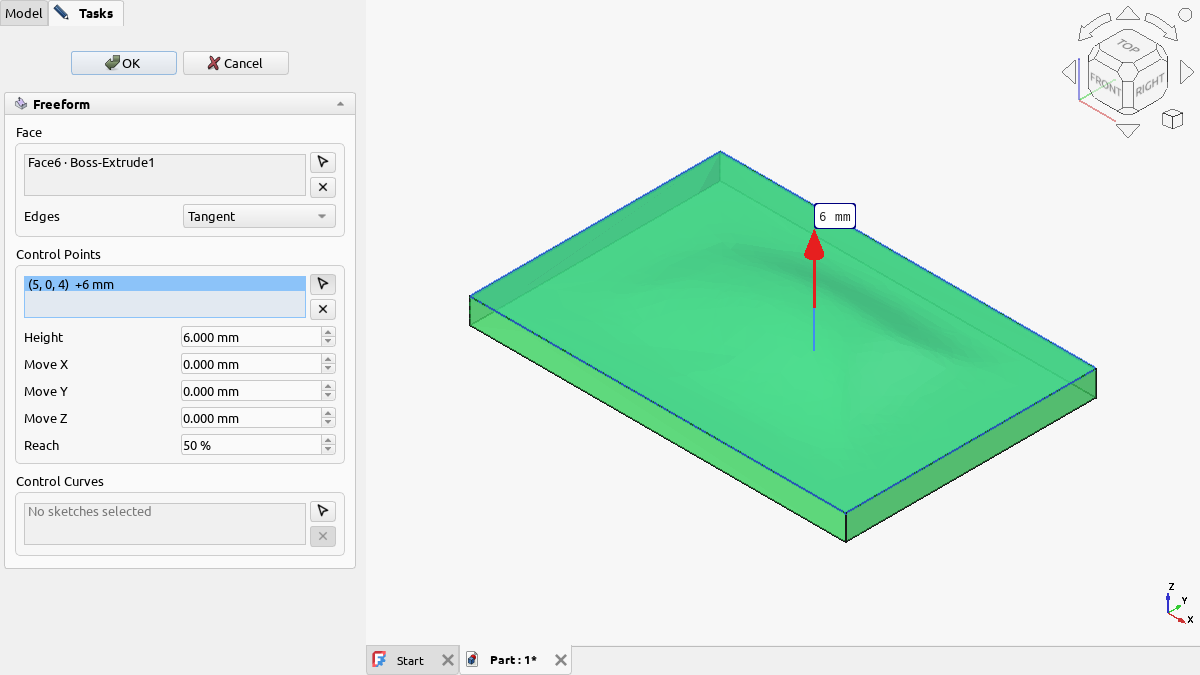 Model
Tasks
OK
Cancel
Freeform
Face
Face6 · Boss-Extrude1
Edges
Tangent
Control Points
(5, 0, 4)  +6 mm
Height
6.000 mm
Move X
0.000 mm
Move Y
0.000 mm
Move Z
0.000 mm
Reach
50 %
Control Curves
No sketches selected
6 mm
TOP
FRONT
RIGHT
Z
Y
X
Start
Part : 1*